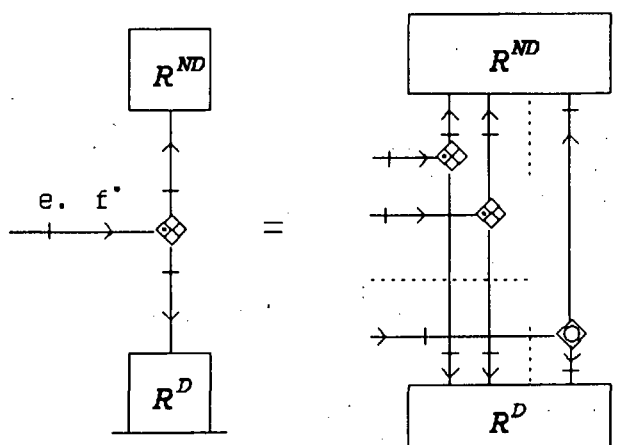 R^{ND}
R^{ND}
e. f•
=
R^{D}
R^{D}